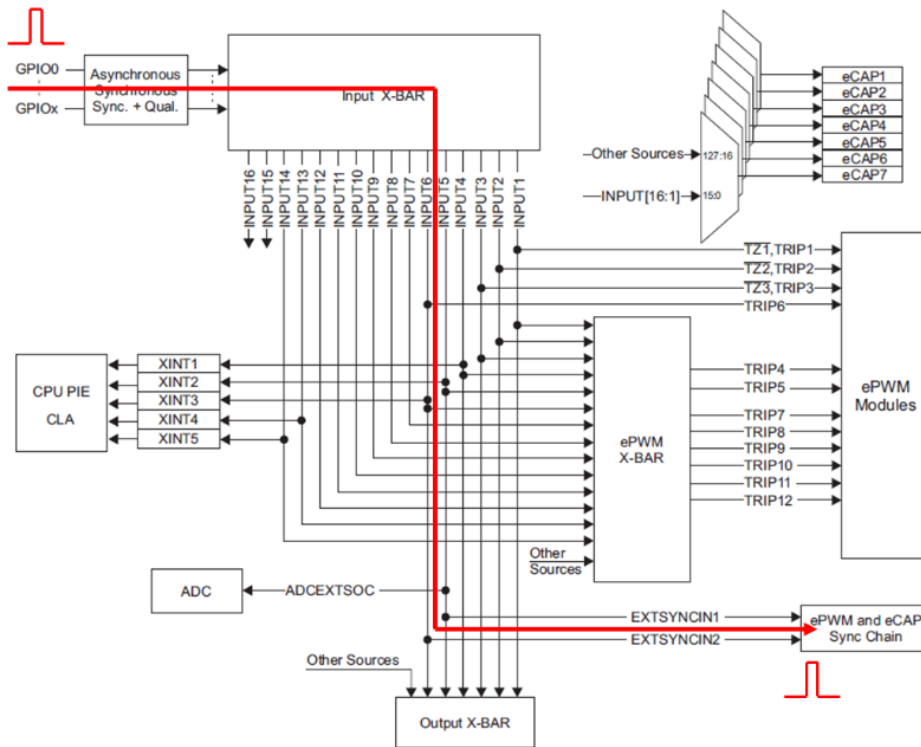 GPIO0
GPIOx
Asynchronous
Synchronous
Sync. + Qual.
Input X-BAR
INPUT16
INPUT15
INPUT14
INPUT13
INPUT12
INPUT11
INPUT10
INPUT9
INPUT8
INPUT7
INPUT6
INPUT5
INPUT4
INPUT3
INPUT2
INPUT1
Other Sources
INPUT[16:1]
127:16
15:0
eCAP1
eCAP2
eCAP3
eCAP4
eCAP5
eCAP6
eCAP7
TZ1,TRIP1
TZ2,TRIP2
TZ3,TRIP3
TRIP6
CPU PIE
CLA
XINT1
XINT2
XINT3
XINT4
XINT5
ePWM
X-BAR
TRIP4
TRIP5
TRIP7
TRIP8
TRIP9
TRIP10
TRIP11
TRIP12
ePWM
Modules
Other
Sources
ADC
ADCEXTSOC
EXTSYNCIN1
EXTSYNCIN2
ePWM and eCAP
Sync Chain
Other Sources
Output X-BAR